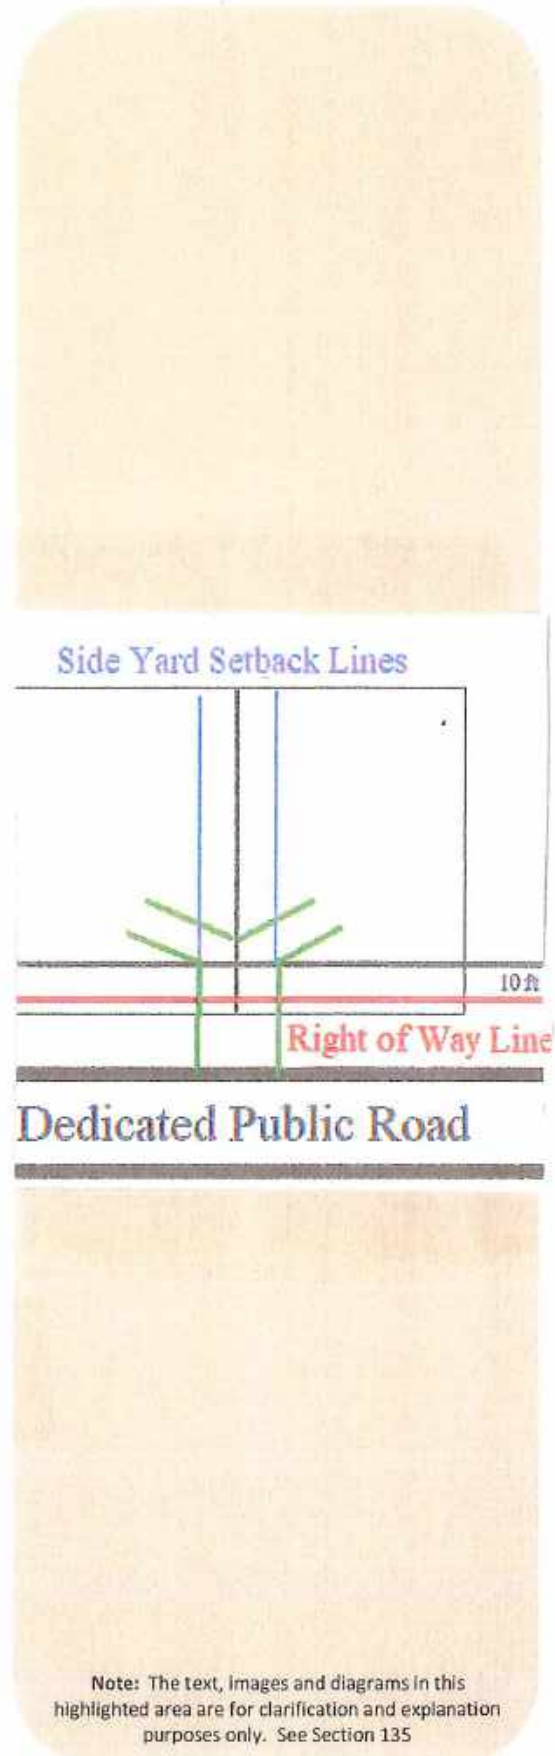 Side Yard Setback Lines
10 ft
Right of Way Line
Dedicated Public Road
Note: The text, images and diagrams in this
highlighted area are for clarification and explanation
purposes only. See Section 135